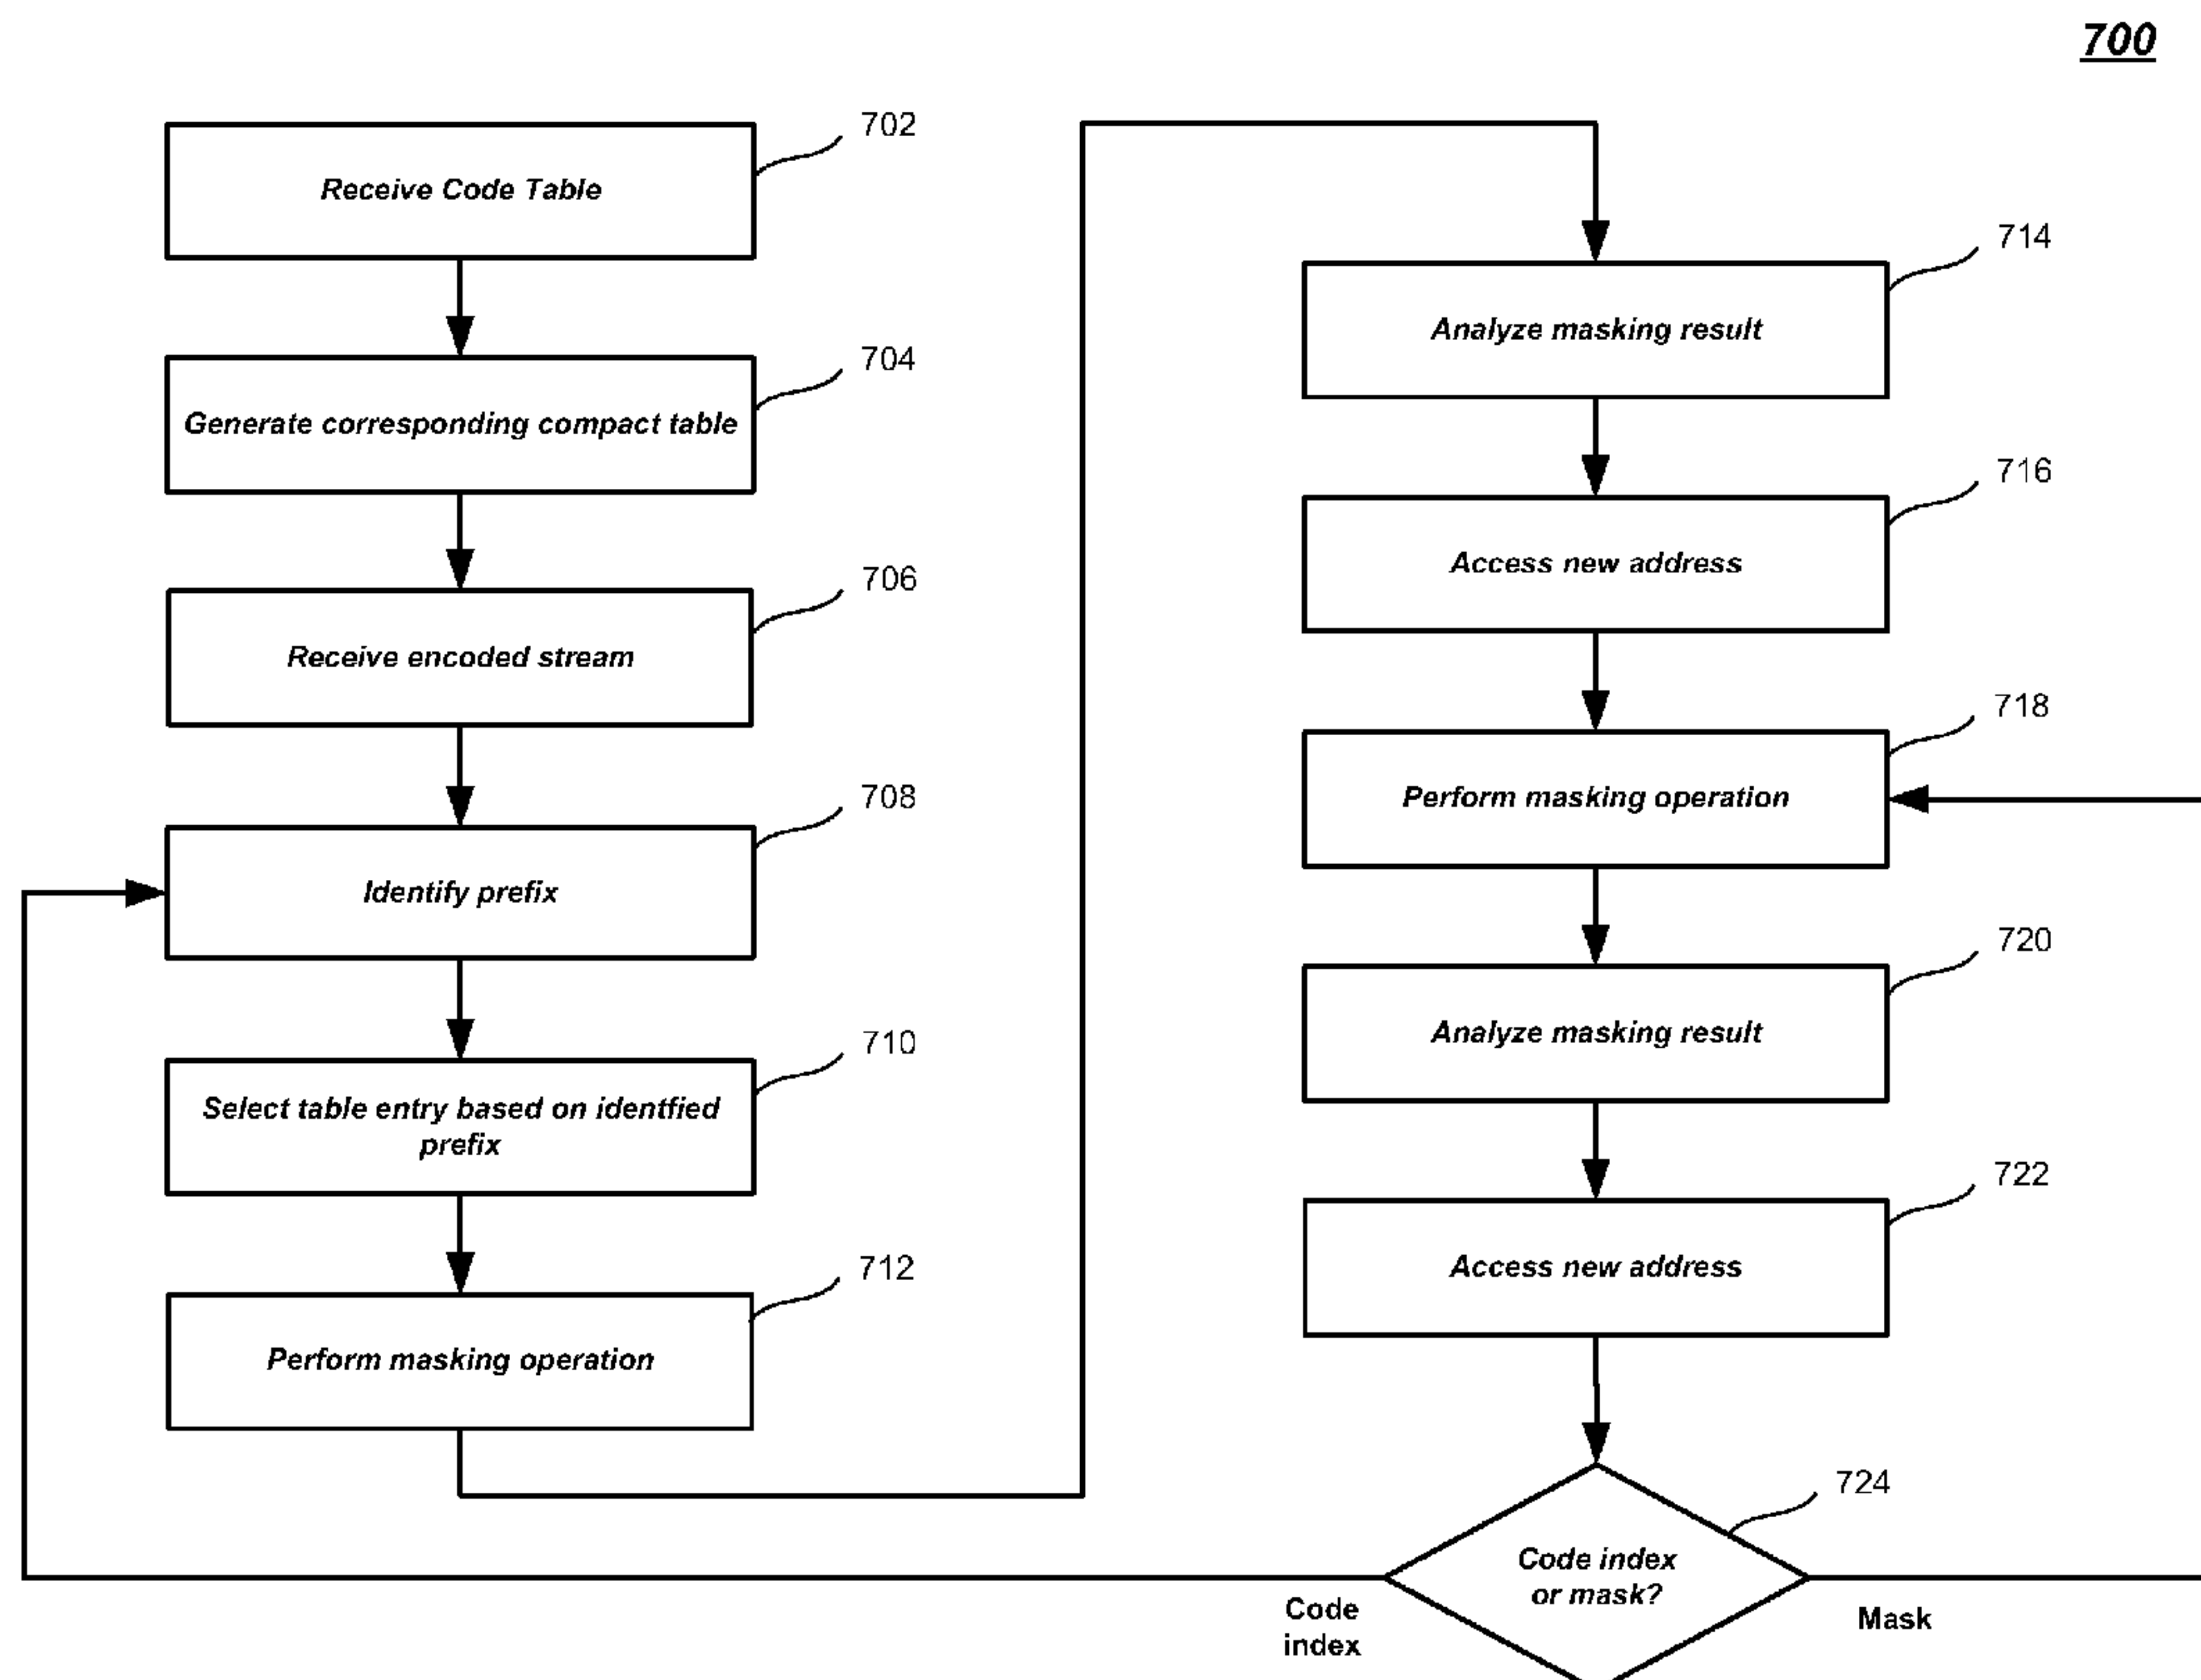 700
702
Receive Code Table
704
Generate corresponding compact table
706
Receive encoded stream
708
Identify prefix
710
Select table entry based on identfied
prefix
712
Perform masking operation
714
Analyze masking result
716
Access new address
718
Perform masking operation
720
Analyze masking result
722
Access new address
724
Code index
or mask?
Code
index
Mask